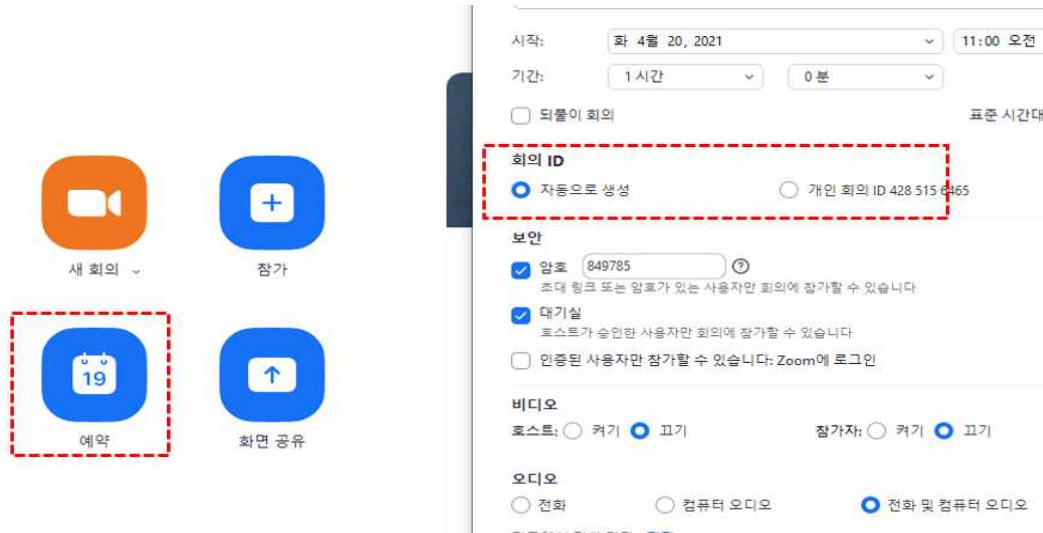 새 회의
참가
19
예약
화면 공유
시작: 화 4월 20, 2021 11:00 오전
기간: 1 시간 0 분
되풀이 회의 표준 시간대
회의 ID
자동으로 생성 개인 회의 ID 428 515 6465
보안
암호 849785
초대 링크 또는 암호가 있는 사용자만 회의에 참가할 수 있습니다
대기실
호스트가 승인한 사용자만 회의에 참가할 수 있습니다
인증된 사용자만 참가할 수 있습니다: Zoom에 로그인
비디오
호스트: 켜기 끄기 참가자: 켜기 끄기
오디오
전화 컴퓨터 오디오 전화 및 컴퓨터 오디오